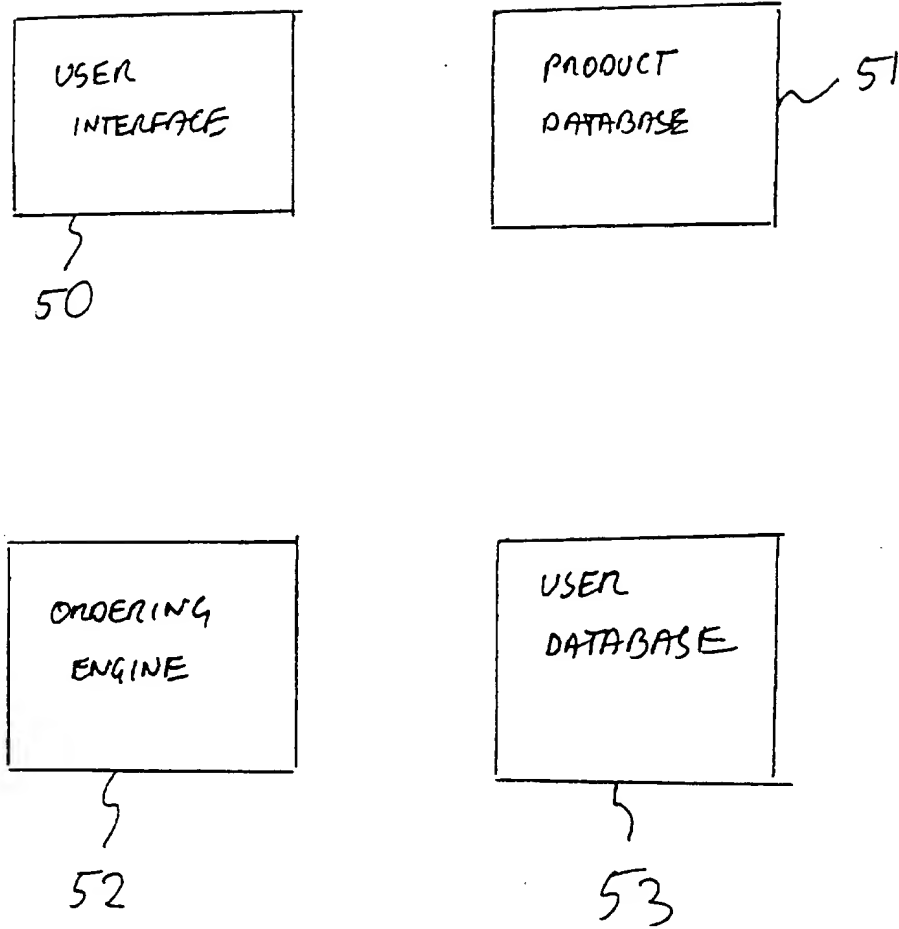 USER
INTERFACE
50
PRODUCT
DATABASE
51
ORDERING
ENGINE
52
USER
DATABASE
53